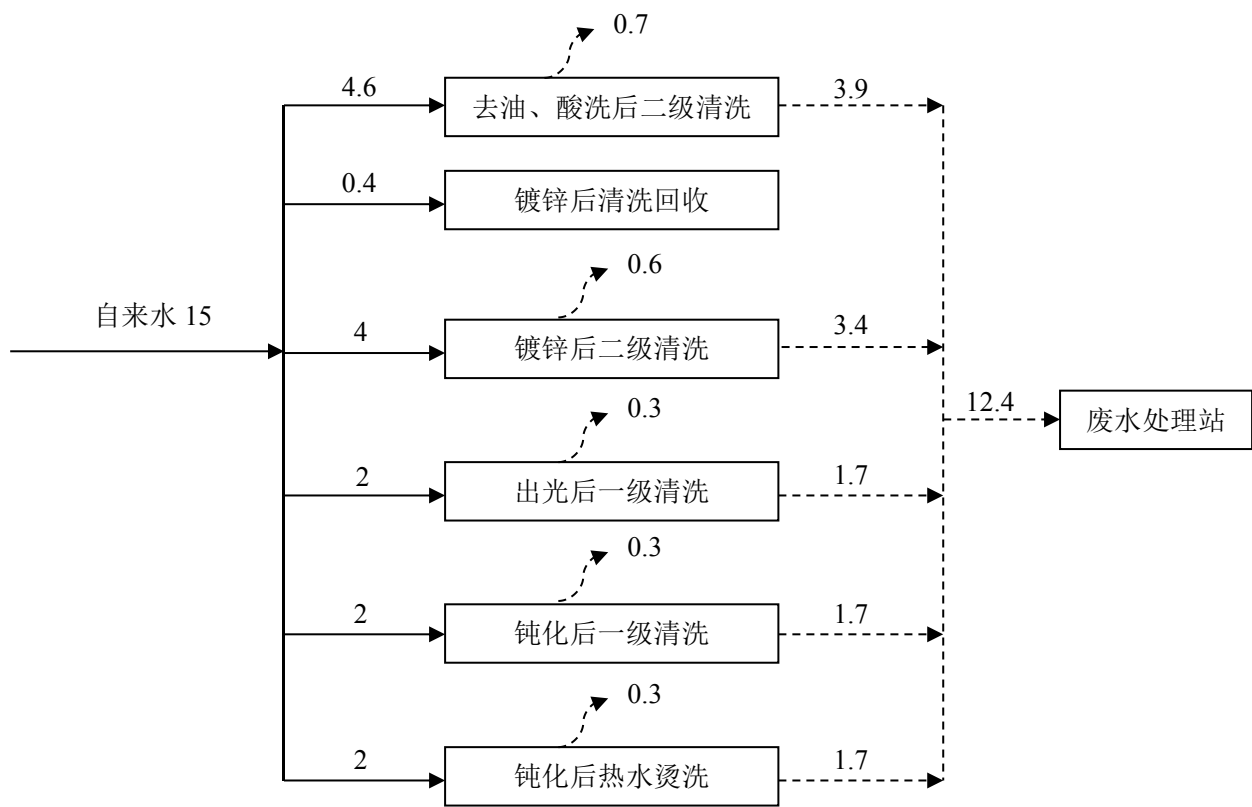 0.7
4.6
去油、酸洗后二级清洗
3.9
0.4
镀锌后清洗回收
0.6
自来水 15
4
镀锌后二级清洗
3.4
0.3
12.4
废水处理站
2
出光后一级清洗
1.7
0.3
2
钝化后一级清洗
1.7
0.3
2
钝化后热水烫洗
1.7